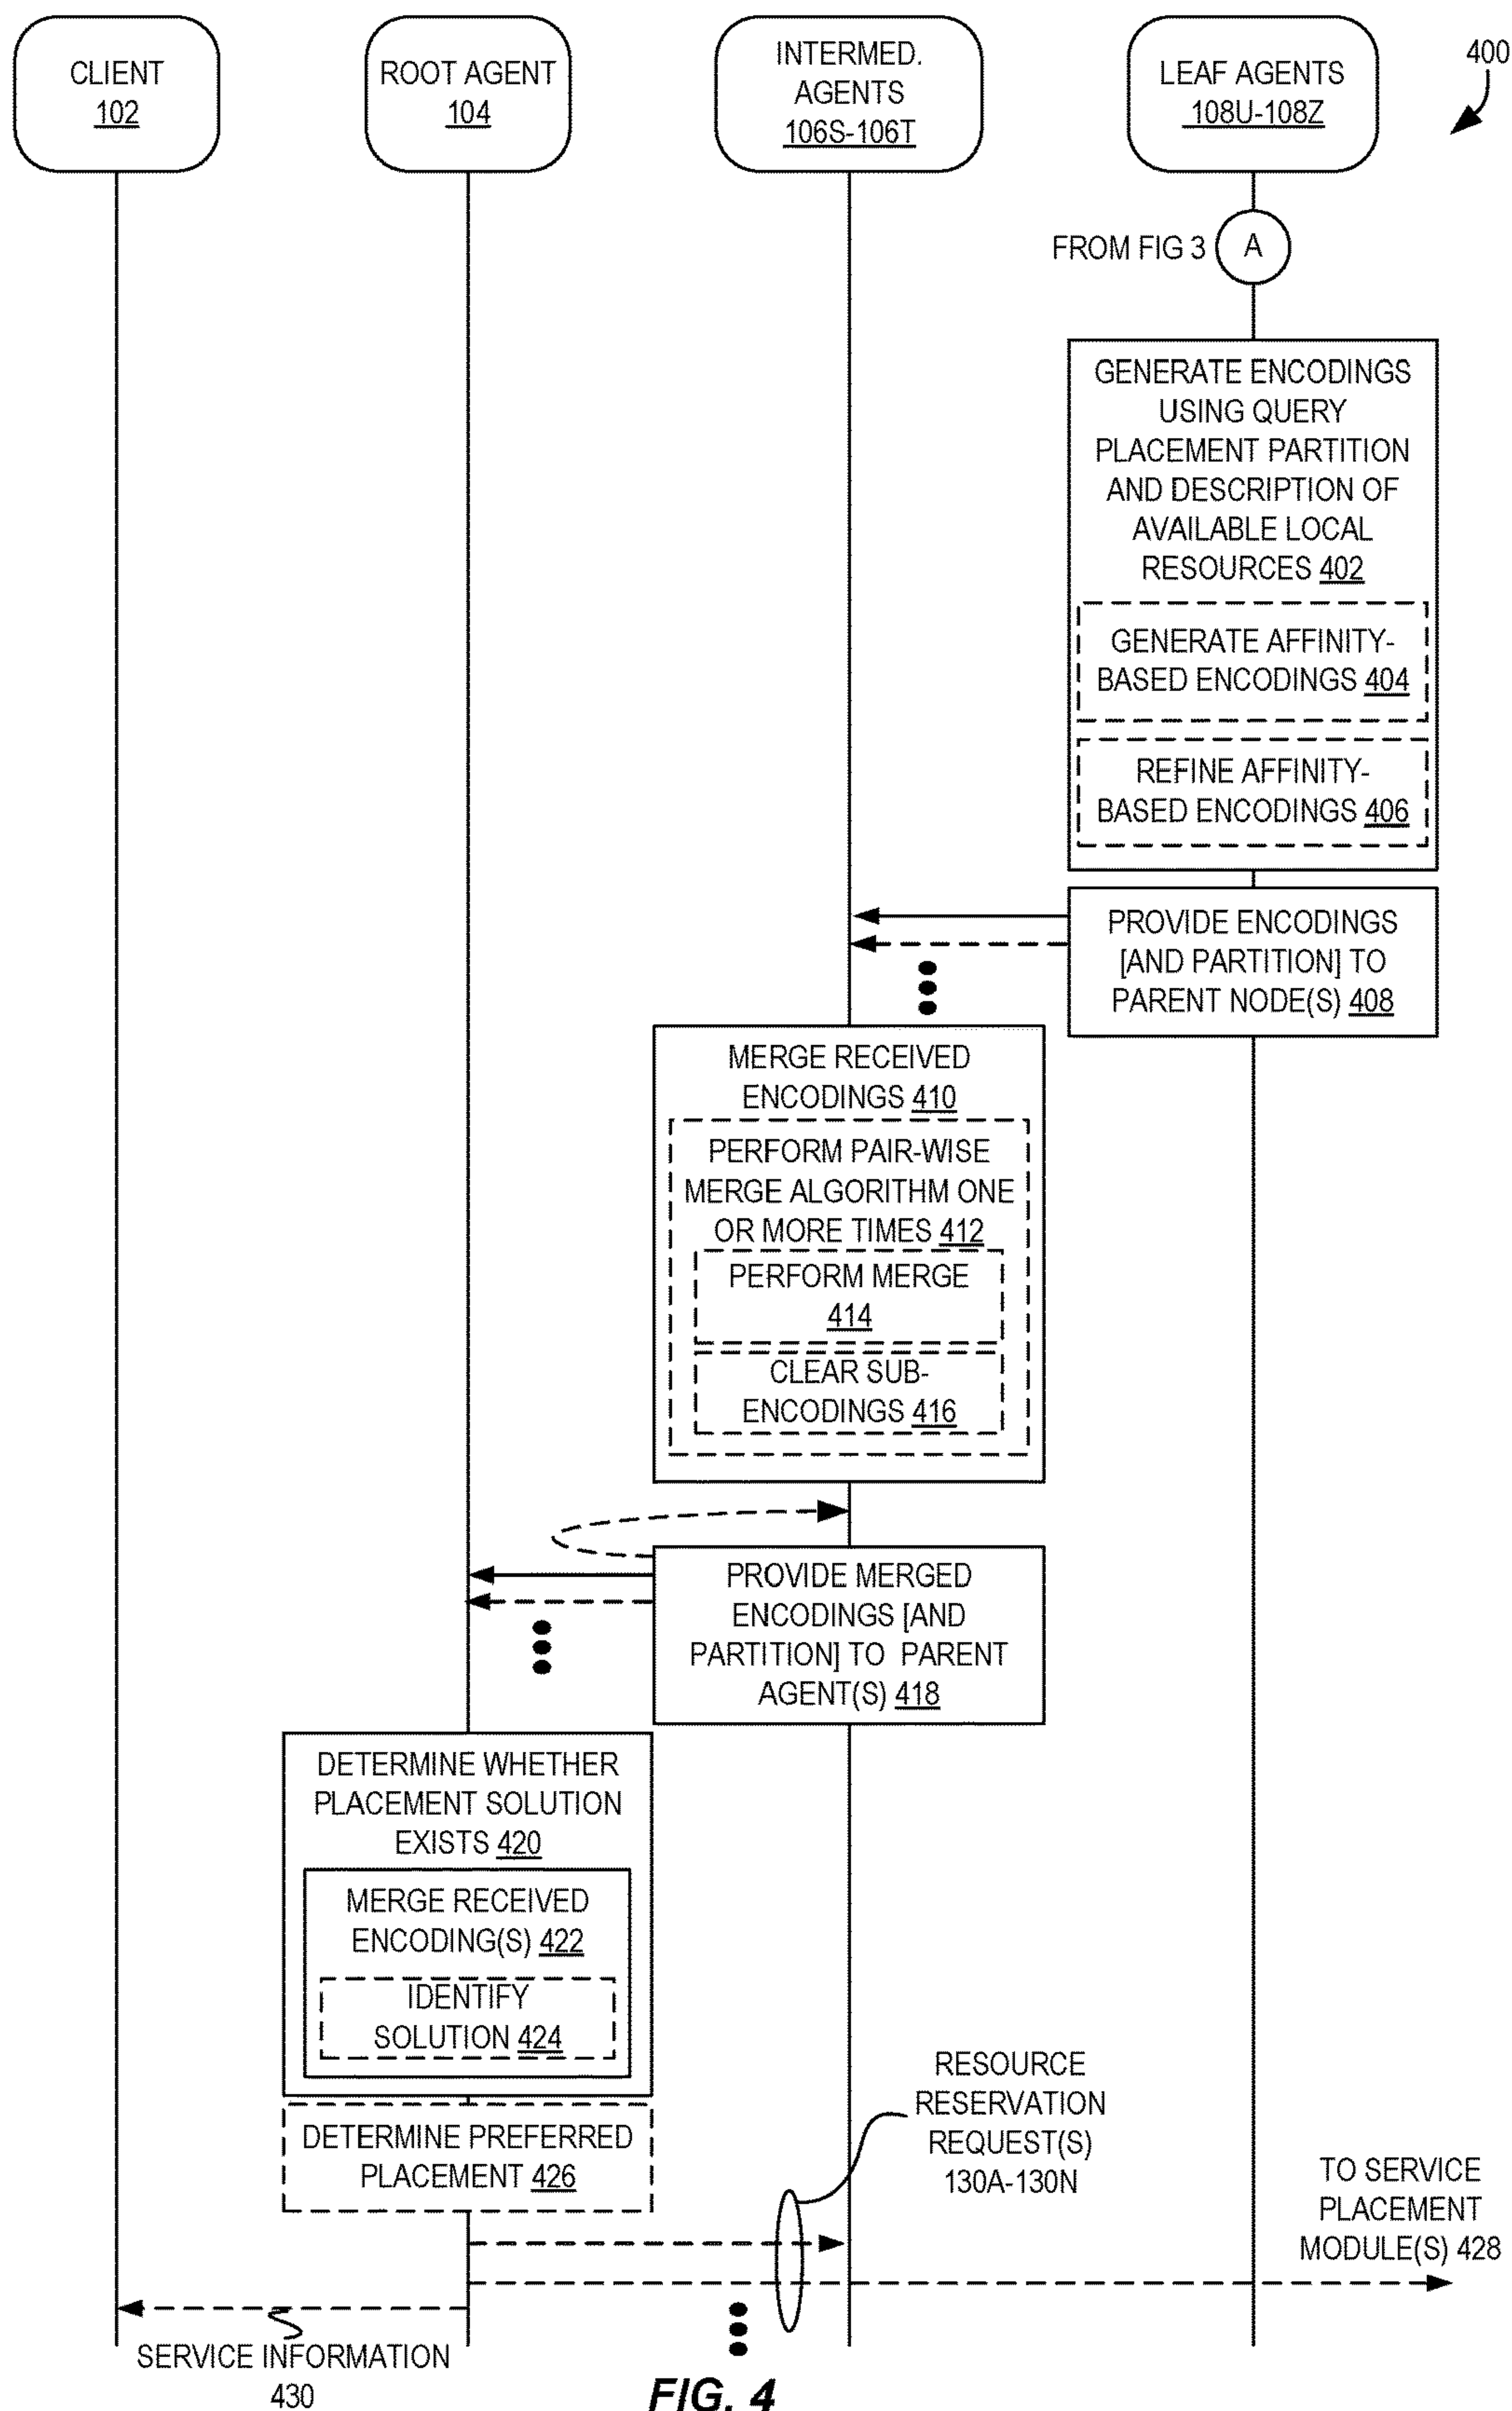 CLIENT
102
ROOT AGENT
104
INTERMED.
AGENTS
106S-106T
LEAF AGENTS
108U-108Z
400
FROM FIG 3
A
GENERATE ENCODINGS
USING QUERY
PLACEMENT PARTITION
AND DESCRIPTION OF
AVAILABLE LOCAL
RESOURCES 402
GENERATE AFFINITY-
BASED ENCODINGS 404
REFINE AFFINITY-
BASED ENCODINGS 406
PROVIDE ENCODINGS
[AND PARTITION] TO
PARENT NODE(S) 408
MERGE RECEIVED
ENCODINGS 410
PERFORM PAIR-WISE
MERGE ALGORITHM ONE
OR MORE TIMES 412
PERFORM MERGE
414
CLEAR SUB-
ENCODINGS 416
PROVIDE MERGED
ENCODINGS [AND
PARTITION] TO PARENT
AGENT(S) 418
DETERMINE WHETHER
PLACEMENT SOLUTION
EXISTS 420
MERGE RECEIVED
ENCODING(S) 422
IDENTIFY
SOLUTION 424
DETERMINE PREFERRED
PLACEMENT 426
RESOURCE
RESERVATION
REQUEST(S)
130A-130N
TO SERVICE
PLACEMENT
MODULE(S) 428
SERVICE INFORMATION
430
FIG. 4